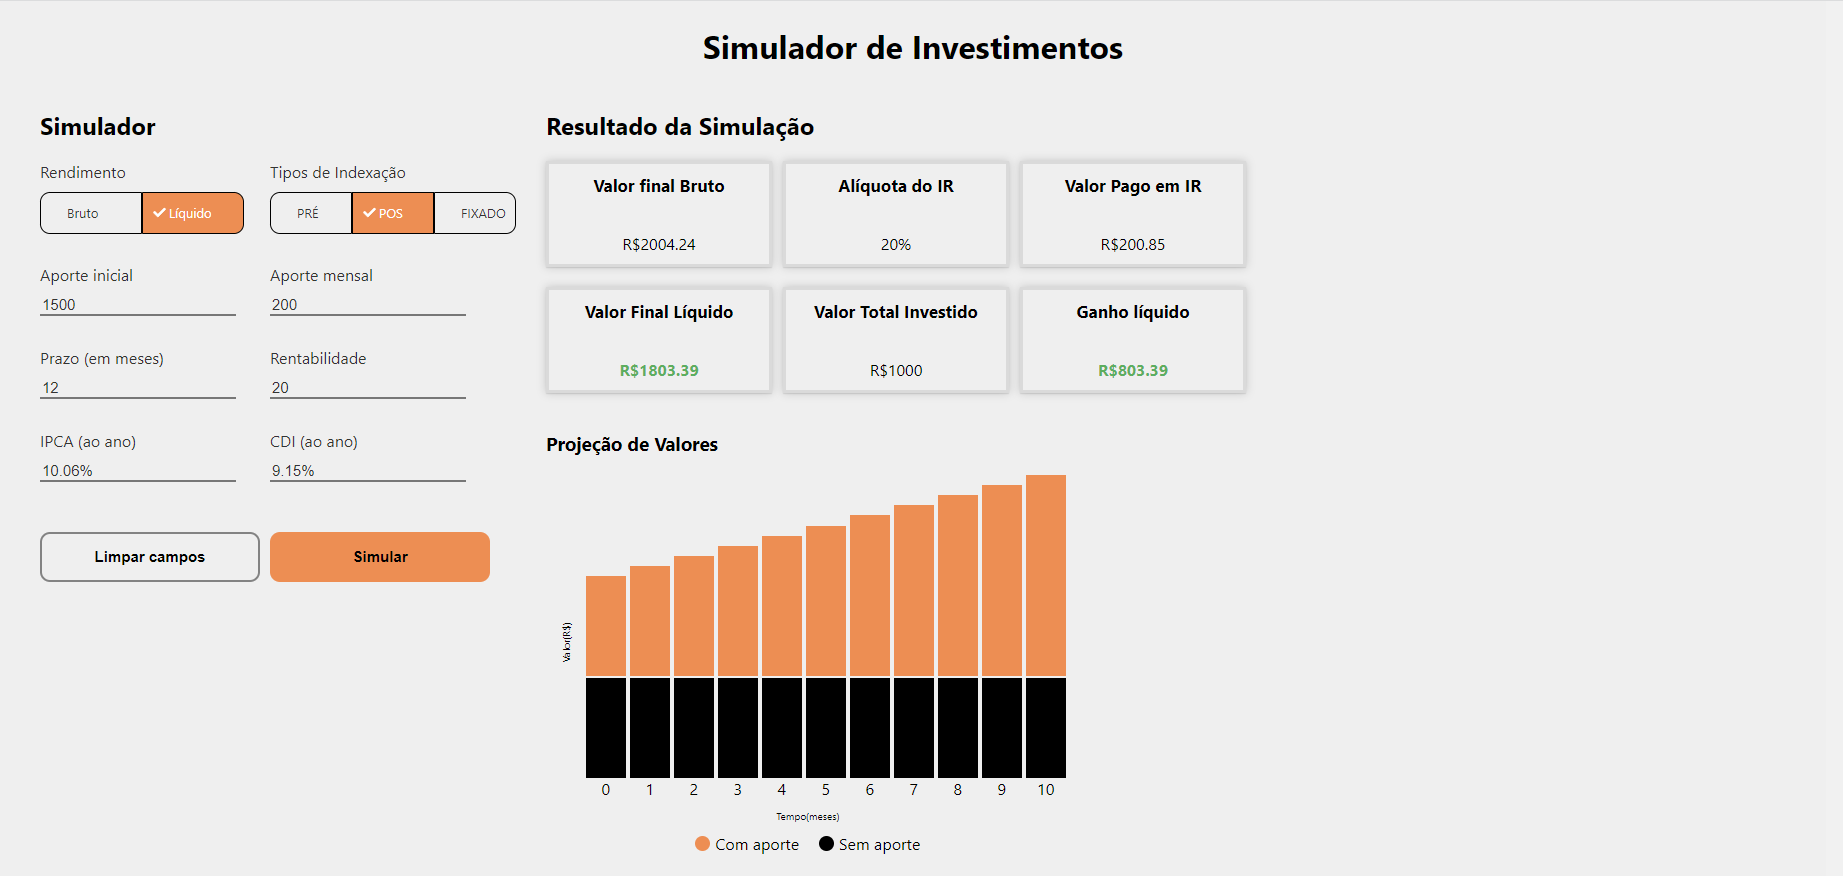 Simulador de Investimentos
Simulador
Rendimento
Tipos de Indexação
Bruto
Líquido
PRÉ
POS
FIXADO
Aporte inicial
Aporte mensal
1500
200
Prazo (em meses)
Rentabilidade
12
20
IPCA (ao ano)
CDI (ao ano)
10.06%
9.15%
Limpar campos
Simular
Resultado da Simulação
Valor final Bruto
Alíquota do IR
Valor Pago em IR
R$2004.24
20%
R$200.85
Valor Final Líquido
Valor Total Investido
Ganho líquido
R$1803.39
R$1000
R$803.39
Projeção de Valores
Valor(R$)
0 1 2 3 4 5 6 7 8 9 10
Tempo(meses)
Com aporte
Sem aporte